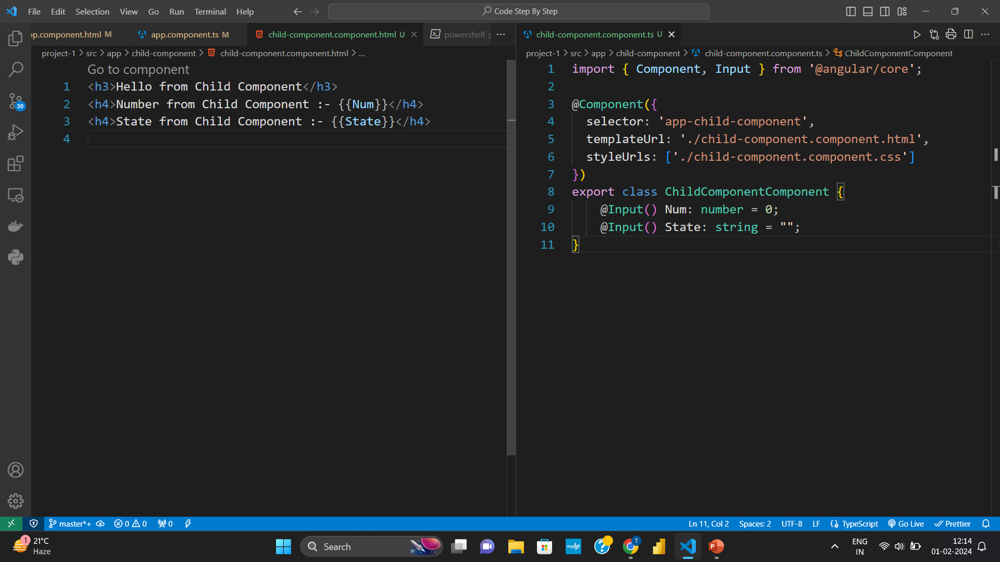 File Edit Selection View Go Run Terminal Help
Code Step By Step
pp.component.html M
app.component.ts M
child-component.component.html U
powershell
child-component.component.ts U
project-1 > src > app > child-component > child-component.component.html > ...
Go to component
1 <h3>Hello from Child Component</h3>
2 <h4>Number from Child Component :- {{Num}}</h4>
3 <h4>State from Child Component :- {{State}}</h4>
4
project-1 > src > app > child-component > child-component.component.ts > ChildComponentComponent
1 import { Component, Input } from '@angular/core';
2
3 @Component({
4 selector: 'app-child-component',
5 templateUrl: './child-component.component.html',
6 styleUrls: ['./child-component.component.css']
7 })
8 export class ChildComponentComponent {
9 @Input() Num: number = 0;
10 @Input() State: string = "";
11 }
30
master*+ 0 0 0
Ln 11, Col 2 Spaces: 2 UTF-8 LF TypeScript Go Live Prettier
1
21°C
Haze
Search
myhp
T
P
ENG
IN
12:14
01-02-2024